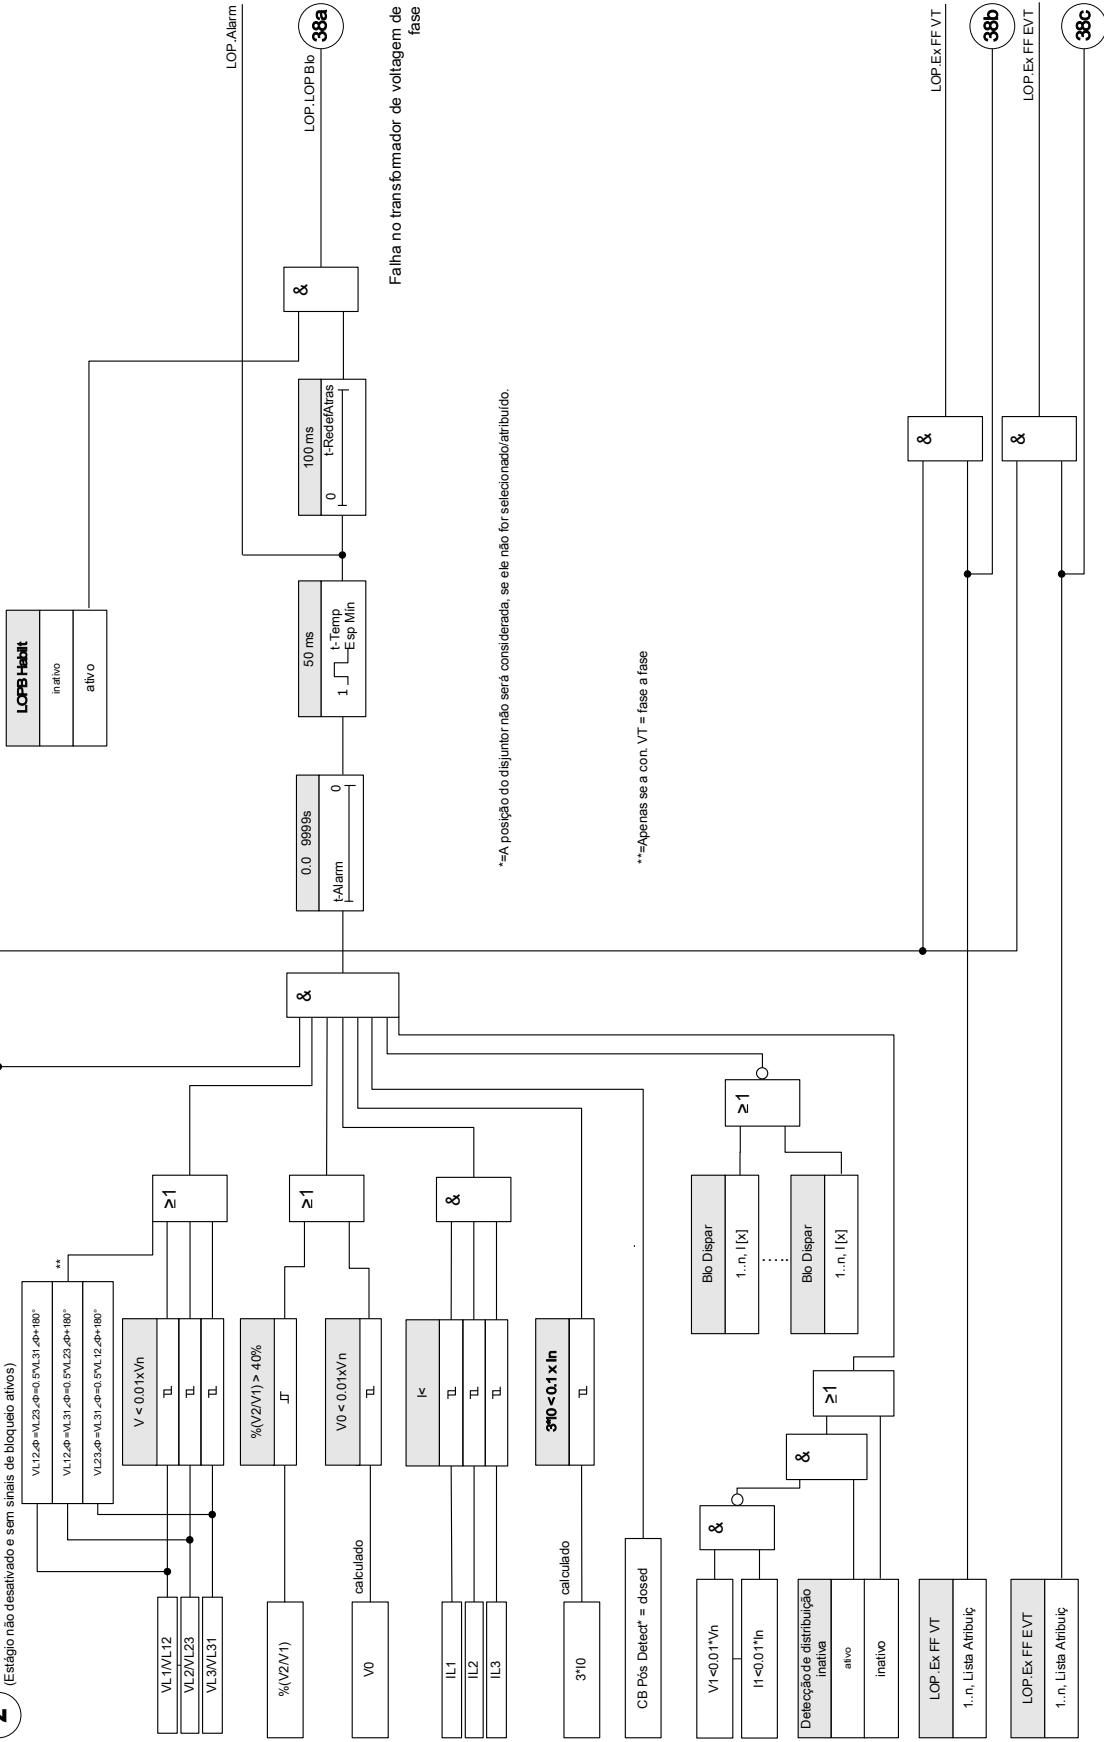 2
(Estágio não desativado e sem sinais de bloqueio ativos)
VL12∠Φ=VL23∠Φ=0.5*VL31∠Φ+180°
VL12∠Φ=VL31∠Φ=0.5*VL23∠Φ+180°
VL23∠Φ=VL31∠Φ=0.5*VL12∠Φ+180°
**
VL1/VL12
VL2/VL23
VL3/VL31
V < 0.01xVn
≥1
%(V2/V1)
%(V2/V1) > 40%
V0
calculado
V0 < 0.01xVn
≥1
IL1
IL2
IL3
I<
&
3*I0
calculado
3*I0 < 0.1 x In
CB Pós Detect* = closed
Blo Dispar
1..n, I [x]
Blo Dispar
1..n, I [x]
≥1
V1<0.01*Vn
I1<0.01*In
&
Detecção de distribuição
inativa
ativo
inativo
&
≥1
LOP.Ex FF VT
1..n, Lista Atribuiç
LOP.Ex FF EVT
1..n, Lista Atribuiç
&
0.0 9999s
t-Alarm
0
50 ms
1
t-Temp
Esp Mín
100 ms
0
t-RedefAtras
LOPB Habilt
inativo
ativo
&
LOP.Alarm
LOP.LOP Blo
38a
Falha no transformador de voltagem de
fase
*=A posição do disjuntor não será considerada, se ele não for selecionado/atribuído.
**=Apenas se a con. VT = fase a fase
&
LOP.Ex FF VT
38b
&
LOP.Ex FF EVT
38c